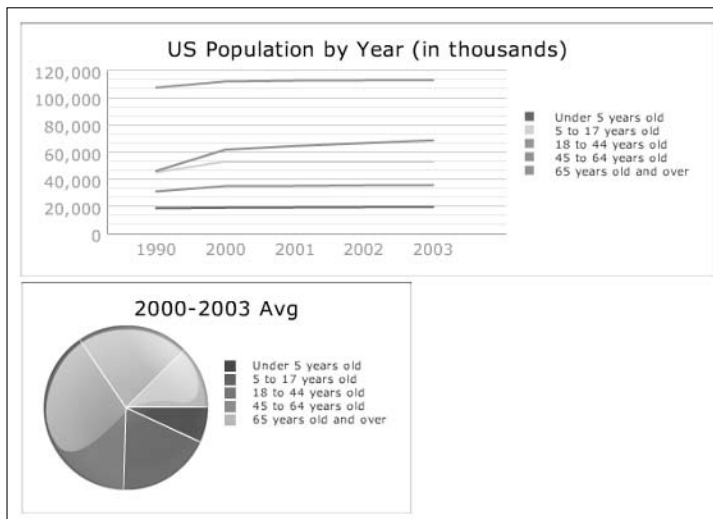 US Population by Year (in thousands)
120,000
100,000
80,000
60,000
40,000
20,000
0
1990 2000 2001 2002 2003
Under 5 years old
5 to 17 years old
18 to 44 years old
45 to 64 years old
65 years old and over
2000-2003 Avg
Under 5 years old
5 to 17 years old
18 to 44 years old
45 to 64 years old
65 years old and over